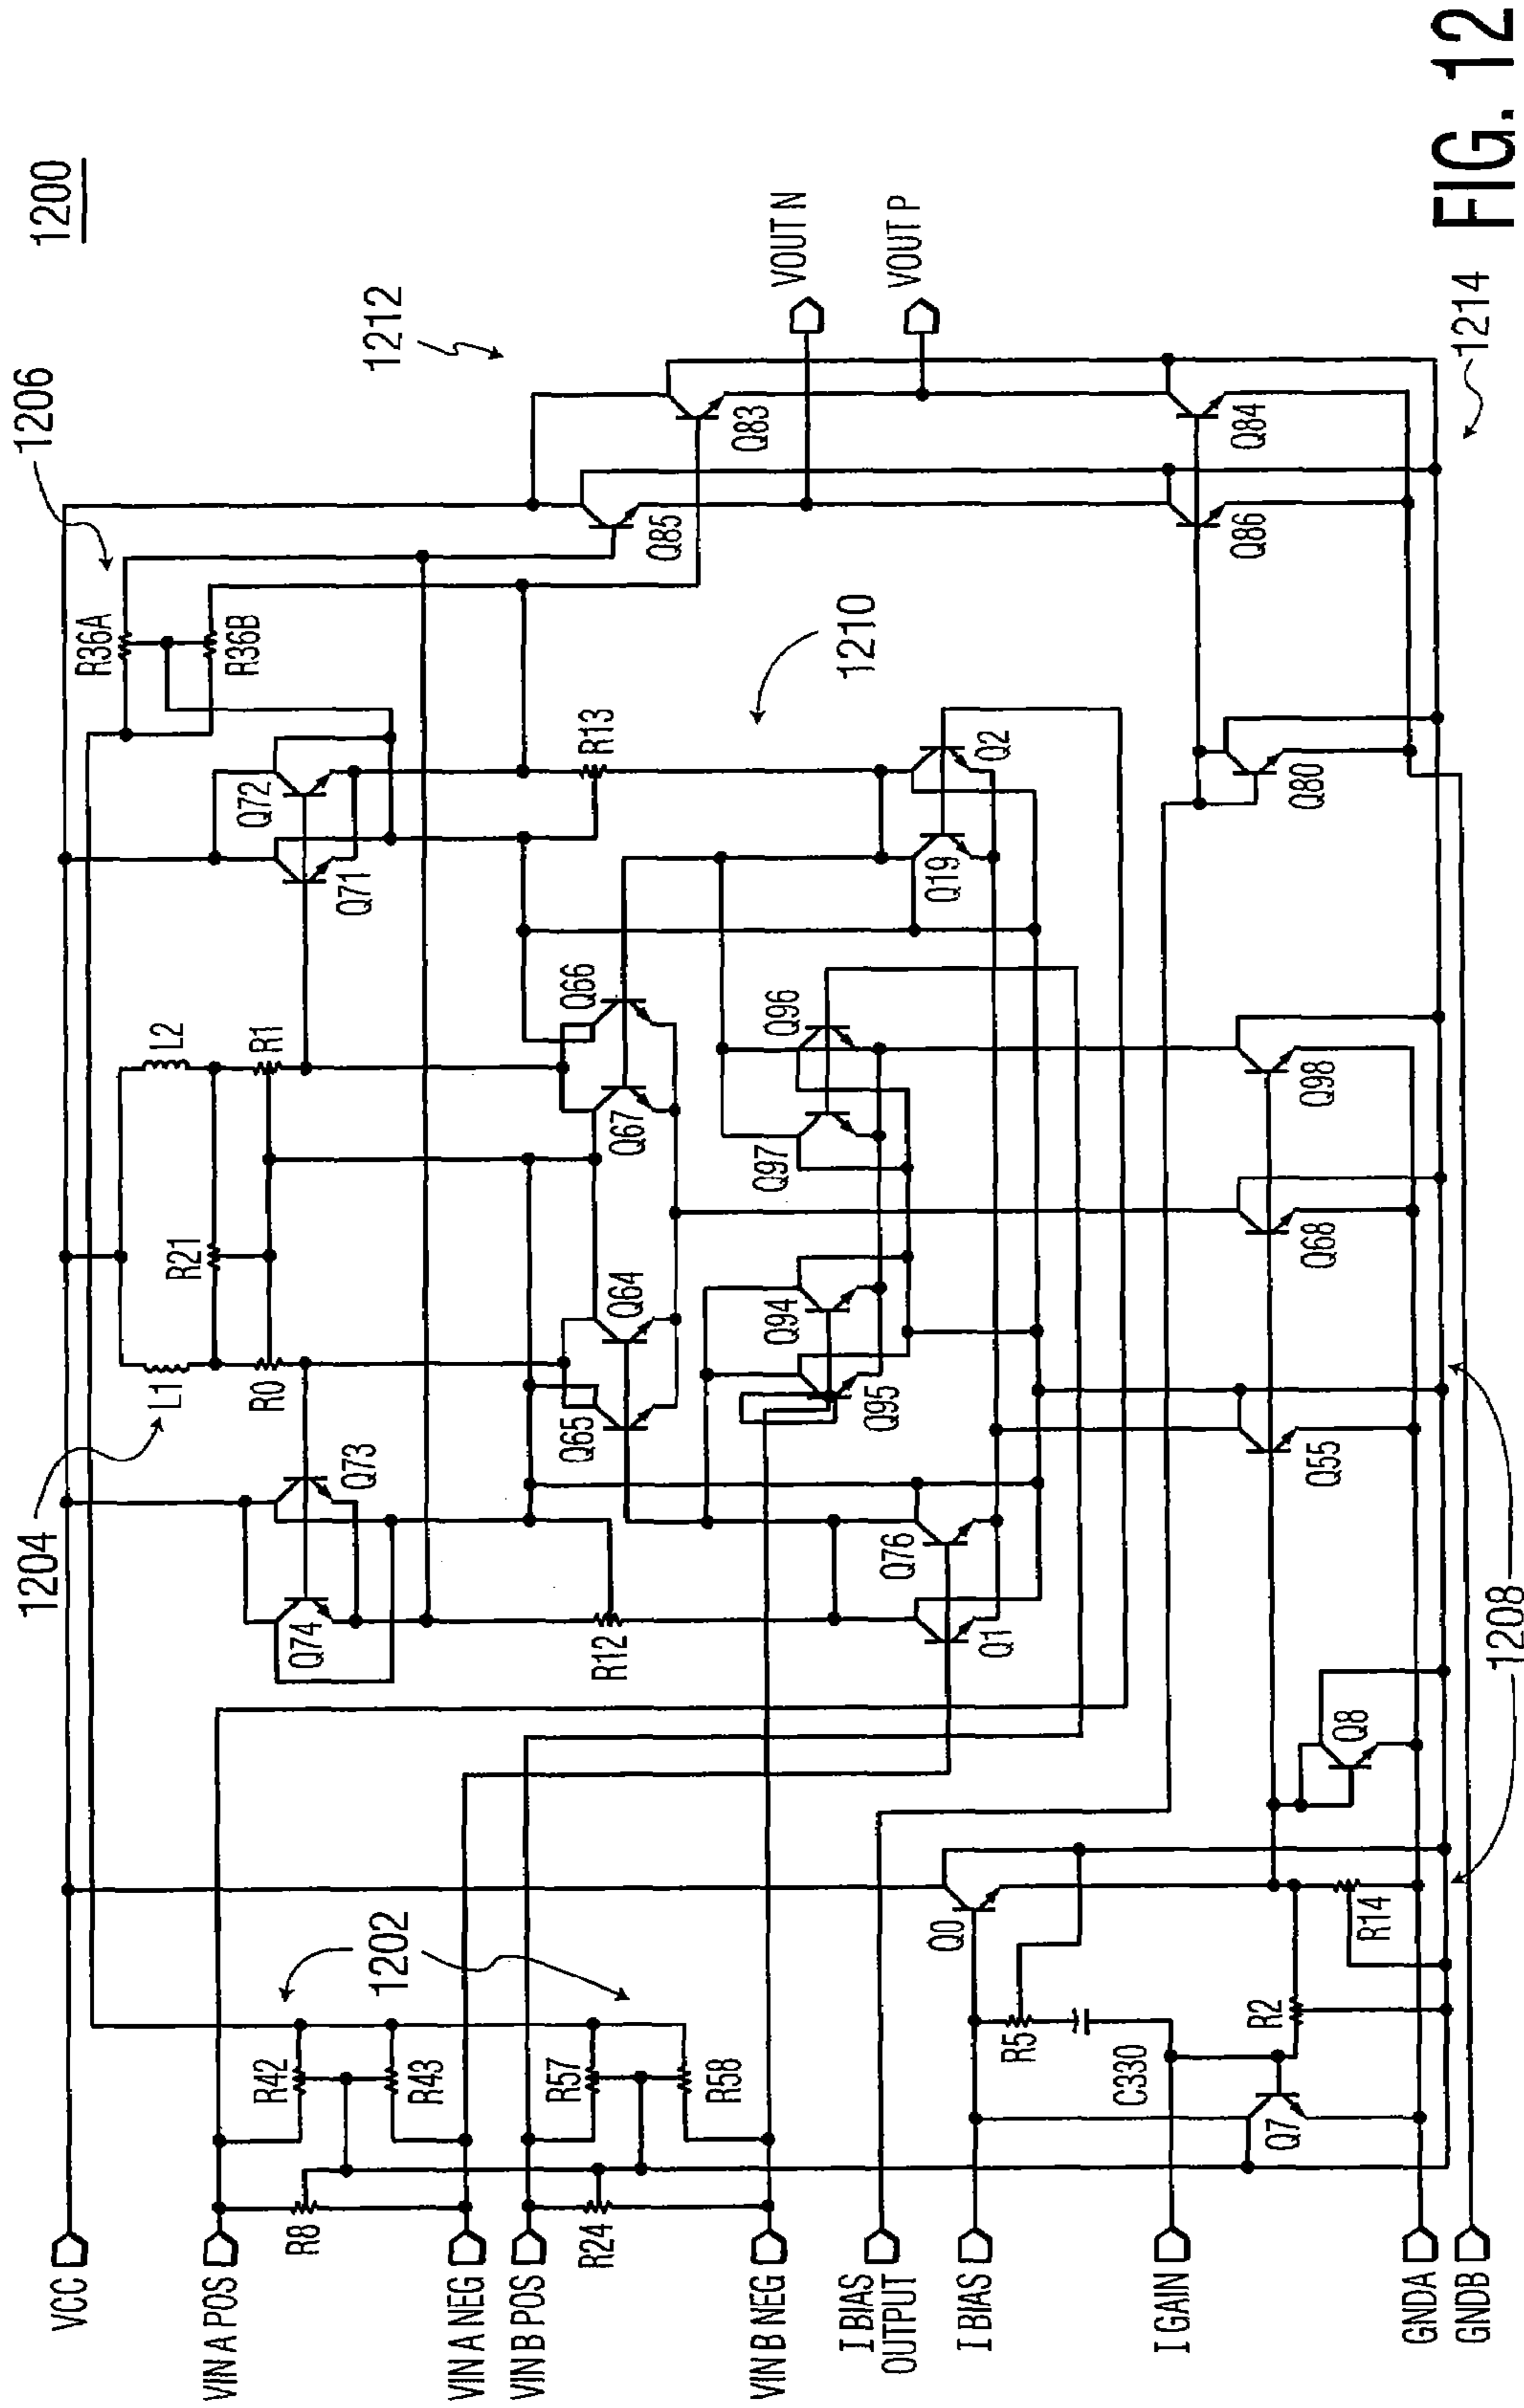 1200
1206
1212
VCC
R36A
R36B
L2
R1
R21
L1
R0
1204
Q72
Q71
Q73
Q74
R13
R12
Q85
Q83
VOUT N
VOUT P
1210
1202
R42
R43
R57
R58
R8
R24
VIN A POS
VIN A NEG
VIN B POS
VIN B NEG
Q66
Q67
Q64
Q65
Q96
Q97
Q94
Q95
Q2
Q19
Q76
Q1
I BIAS
OUTPUT
I BIAS
I GAIN
GNDA
GNDB
Q0
R5
C330
R2
R14
Q7
Q8
Q55
Q68
Q98
Q80
Q86
Q84
1208
1214
FIG. 12